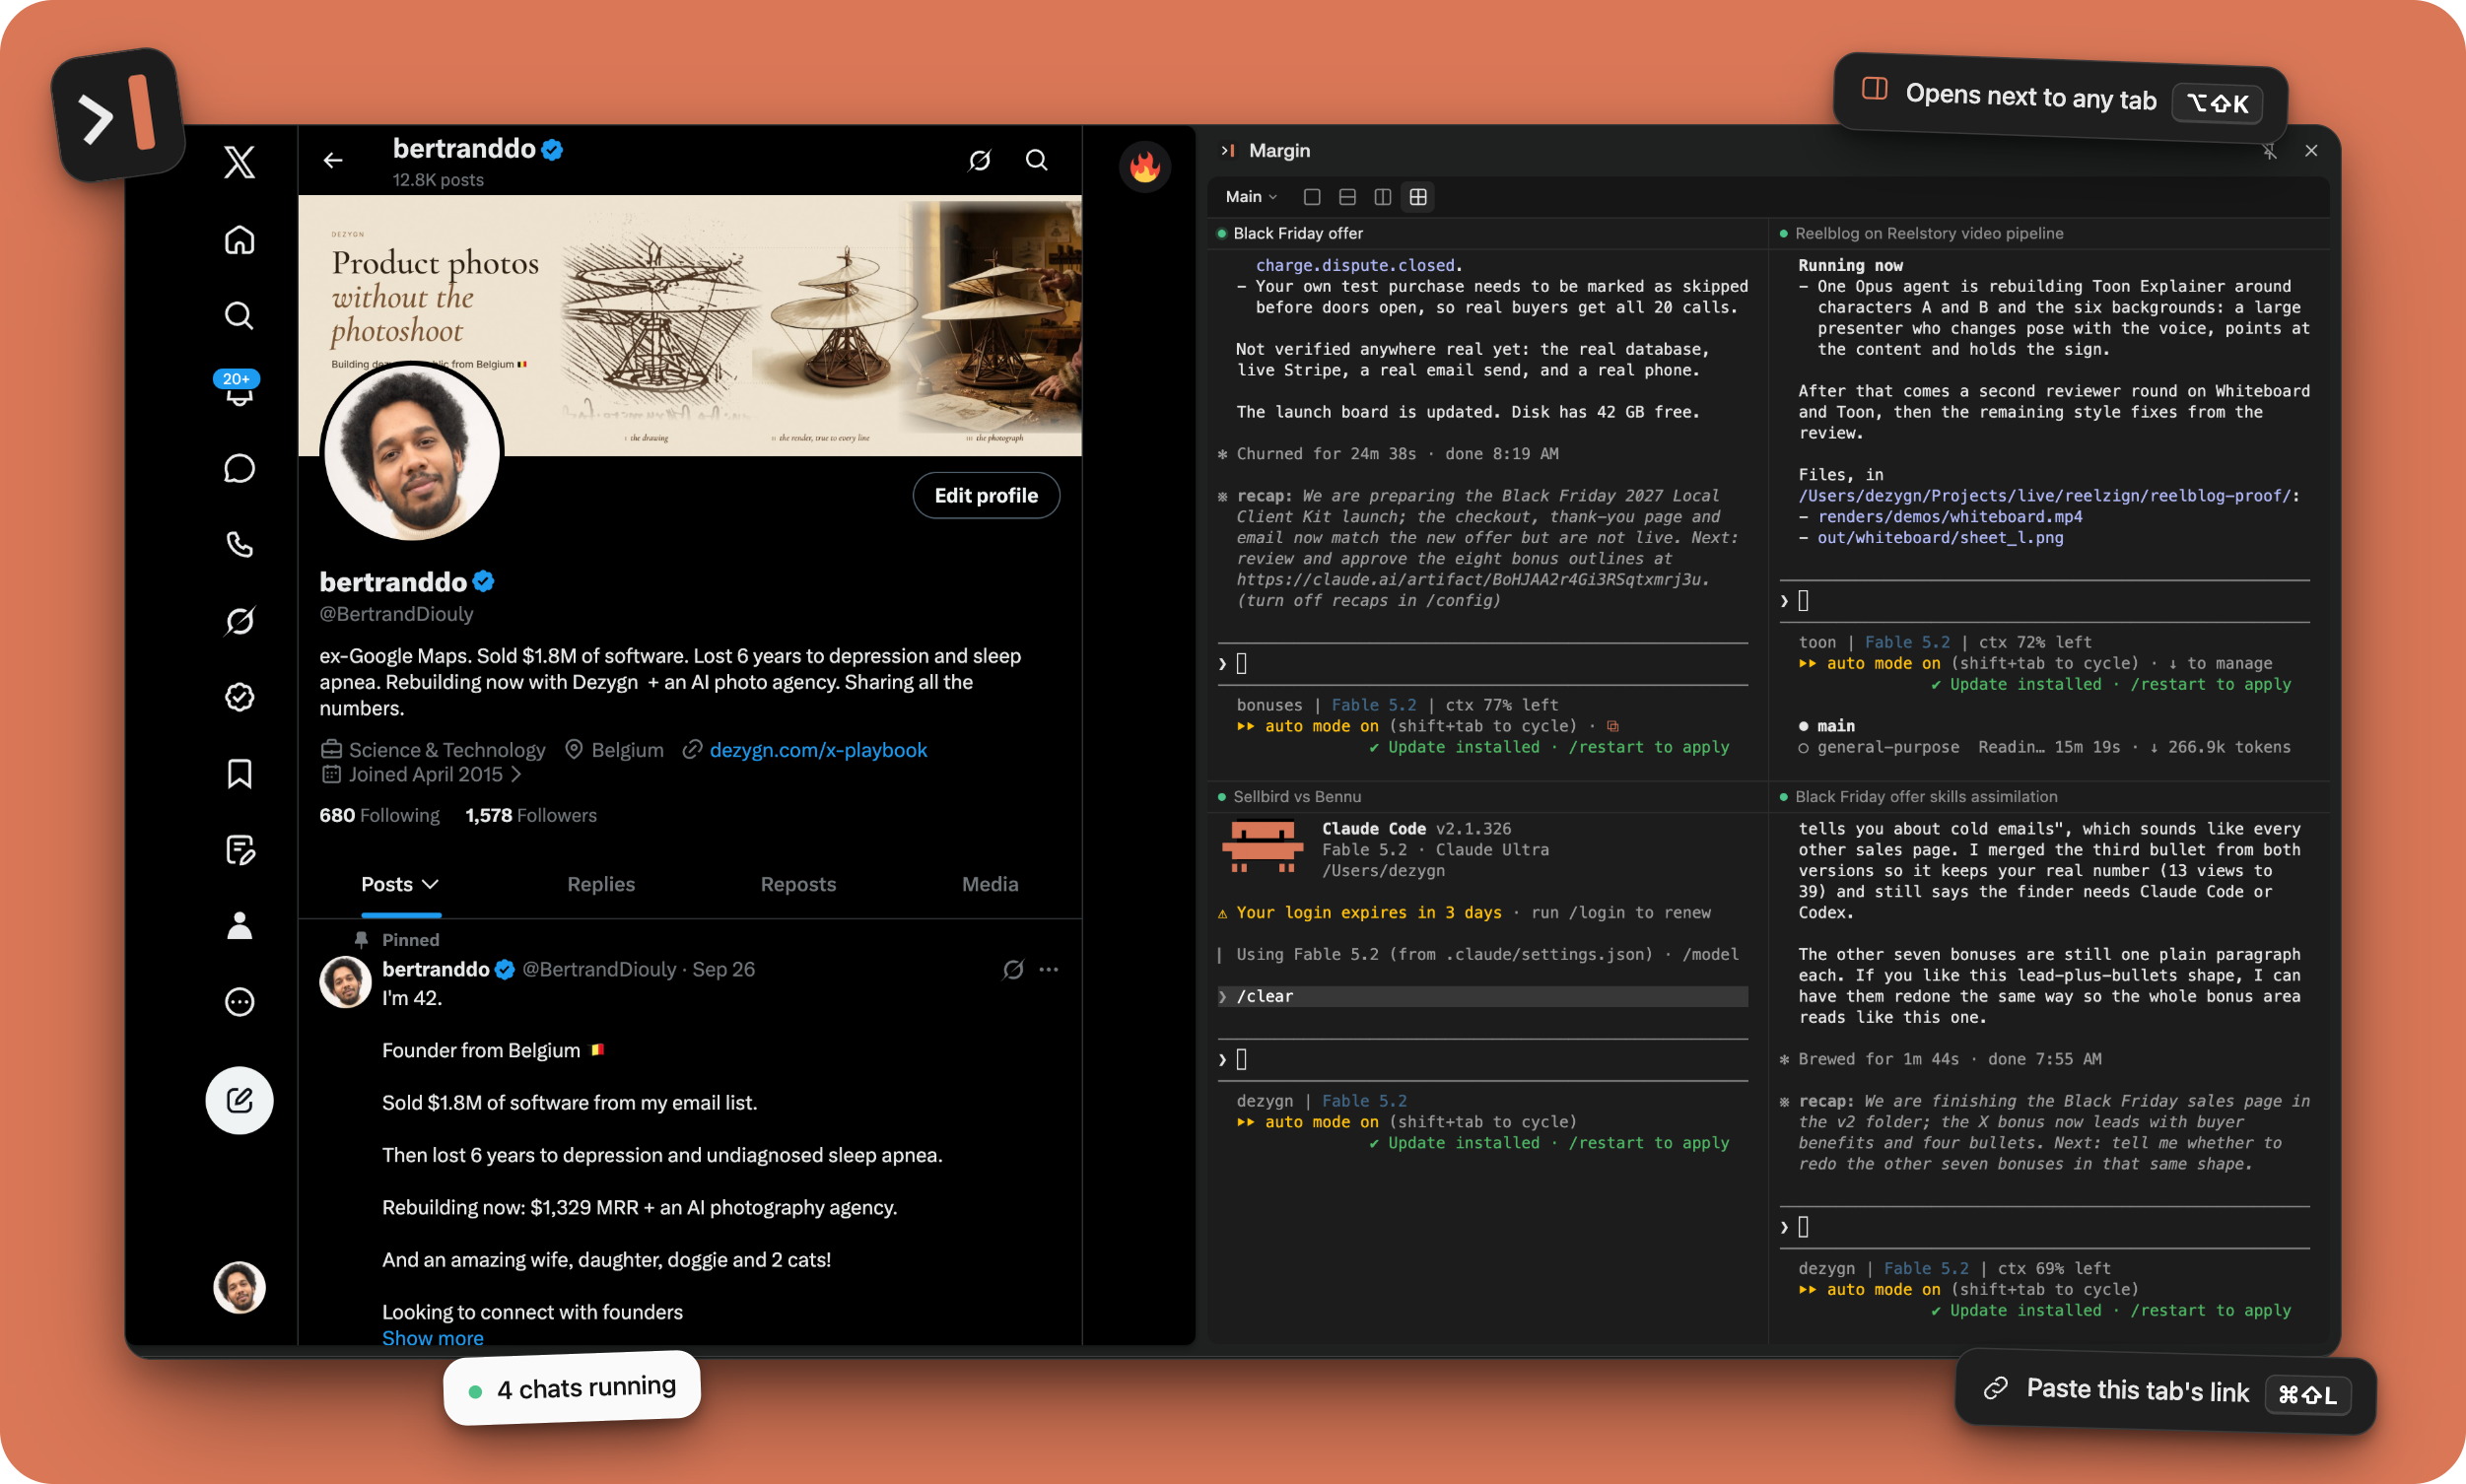 Opens next to any tab ⌥⇧K
bertranddo
12.8K posts
20+
DEZYGN
Product photos
without the
photoshoot
Building
from Belgium
the drawing
the render, true to every line
the photograph
Edit profile
bertranddo
@BertrandDiouly
ex-Google Maps. Sold $1.8M of software. Lost 6 years to depression and sleep
apnea. Rebuilding now with Dezygn + an AI photo agency. Sharing all the
numbers.
Science & Technology Belgium dezygn.com/x-playbook
Joined April 2015
680 Following 1,578 Followers
Posts Replies Reposts Media
Pinned
bertranddo @BertrandDiouly · Sep 26
I'm 42.
Founder from Belgium 🇧🇪
Sold $1.8M of software from my email list.
Then lost 6 years to depression and undiagnosed sleep apnea.
Rebuilding now: $1,329 MRR + an AI photography agency.
And an amazing wife, daughter, doggie and 2 cats!
Looking to connect with founders
Show more
4 chats running
Margin
Main
Black Friday offer
charge.dispute.closed.
– Your own test purchase needs to be marked as skipped
before doors open, so real buyers get all 20 calls.
Not verified anywhere real yet: the real database,
live Stripe, a real email send, and a real phone.
The launch board is updated. Disk has 42 GB free.
✻ Churned for 24m 38s · done 8:19 AM
※ recap: We are preparing the Black Friday 2027 Local
Client Kit launch; the checkout, thank-you page and
email now match the new offer but are not live. Next:
review and approve the eight bonus outlines at
https://claude.ai/artifact/BoHJAA2r4Gi3RSqtxmrj3u.
(turn off recaps in /config)
❯
bonuses | Fable 5.2 | ctx 77% left
⏵⏵ auto mode on (shift+tab to cycle) ·
✔ Update installed · /restart to apply
Reelblog on Reelstory video pipeline
Running now
– One Opus agent is rebuilding Toon Explainer around
characters A and B and the six backgrounds: a large
presenter who changes pose with the voice, points at
the content and holds the sign.
After that comes a second reviewer round on Whiteboard
and Toon, then the remaining style fixes from the
review.
Files, in
/Users/dezygn/Projects/live/reelzign/reelblog-proof/:
– renders/demos/whiteboard.mp4
– out/whiteboard/sheet_l.png
❯
toon | Fable 5.2 | ctx 72% left
⏵⏵ auto mode on (shift+tab to cycle) · ↓ to manage
✔ Update installed · /restart to apply
● main
○ general-purpose Readin… 15m 19s · ↓ 266.9k tokens
Sellbird vs Bennu
Claude Code v2.1.326
Fable 5.2 · Claude Ultra
/Users/dezygn
⚠ Your login expires in 3 days · run /login to renew
Using Fable 5.2 (from .claude/settings.json) · /model
❯ /clear
❯
dezygn | Fable 5.2
⏵⏵ auto mode on (shift+tab to cycle)
✔ Update installed · /restart to apply
Black Friday offer skills assimilation
tells you about cold emails", which sounds like every
other sales page. I merged the third bullet from both
versions so it keeps your real number (13 views to
39) and still says the finder needs Claude Code or
Codex.
The other seven bonuses are still one plain paragraph
each. If you like this lead-plus-bullets shape, I can
have them redone the same way so the whole bonus area
reads like this one.
✻ Brewed for 1m 44s · done 7:55 AM
※ recap: We are finishing the Black Friday sales page in
the v2 folder; the X bonus now leads with buyer
benefits and four bullets. Next: tell me whether to
redo the other seven bonuses in that same shape.
❯
dezygn | Fable 5.2 | ctx 69% left
⏵⏵ auto mode on (shift+tab to cycle)
✔ Update installed · /restart to apply
Paste this tab's link ⌘⇧L